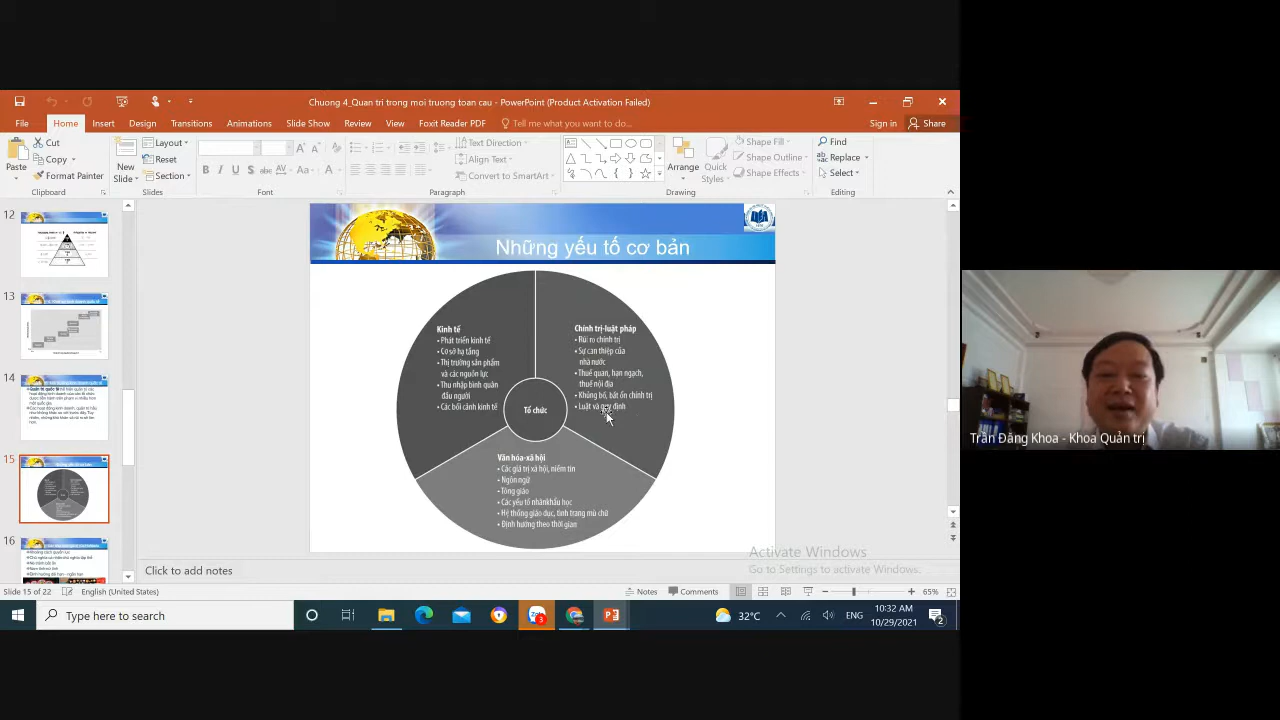 Chuong 4_Quan tri trong moi truong toan cau - PowerPoint (Product Activation Failed)
File Home Insert Design Transitions Animations Slide Show Review View Foxit Reader PDF Tell me what you want to do... Sign in Share
Paste
Cut
Copy
Format Painter
Clipboard
New Slide
Layout
Reset
Section
Slides
Font
Text Direction
Align Text
Convert to SmartArt
Paragraph
Arrange
Quick Styles
Shape Fill
Shape Outline
Shape Effects
Drawing
Find
Replace
Select
Editing
12
13
14
15
16
Những yếu tố cơ bản
Kinh tế
• Phát triển kinh tế
• Cơ sở hạ tầng
• Thị trường sản phẩm
và các nguồn lực
• Thu nhập bình quân
đầu người
• Các bối cảnh kinh tế
Chính trị-luật pháp
• Rủi ro chính trị
• Sự can thiệp của
nhà nước
• Thuế quan, hạn ngạch,
thuế nội địa
• Khủng bố, bất ổn chính trị
• Luật và quy định
Tổ chức
Văn hóa-xã hội
• Các giá trị xã hội, niềm tin
• Ngôn ngữ
• Tông giáo
• Các yếu tố nhân khẩu học
• Hệ thống giáo dục, tình trạng mù chữ
• Định hướng theo thời gian
Trần Đăng Khoa - Khoa Quản trị
Activate Windows
Go to Settings to activate Windows.
Click to add notes
Slide 15 of 22 English (United States) Notes Comments 65%
Type here to search
32°C ENG 10:32 AM
10/29/2021